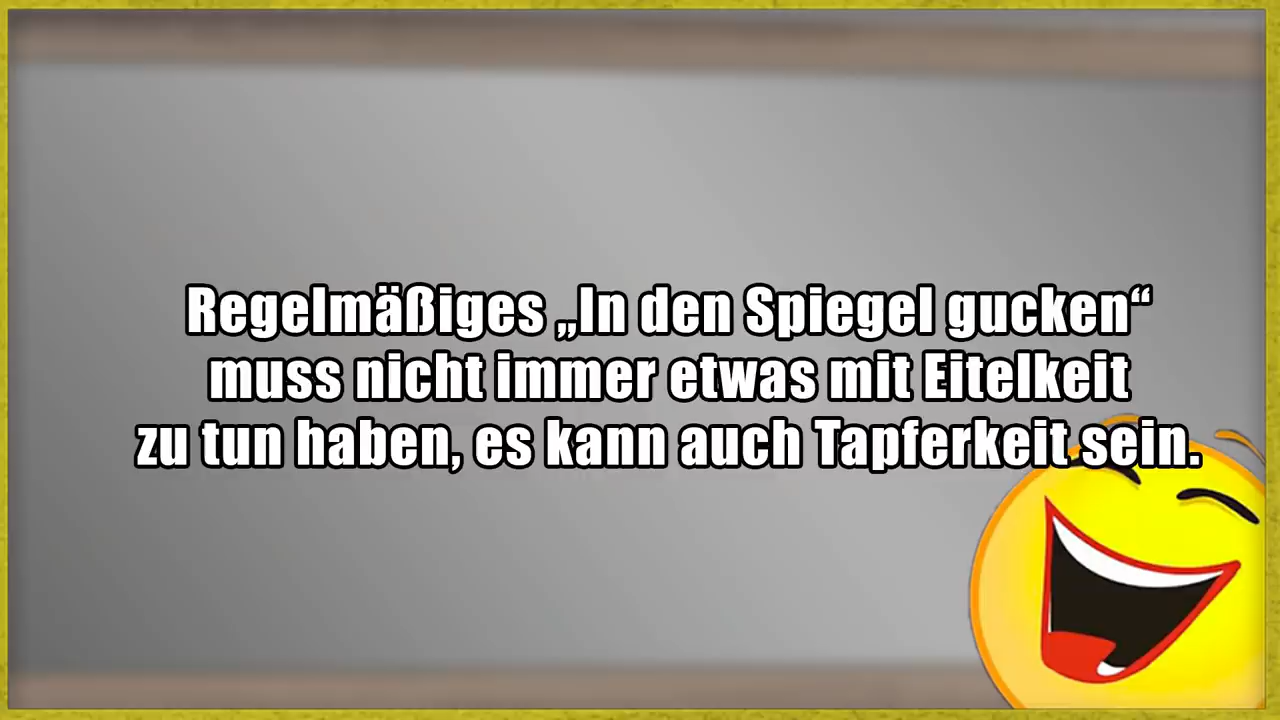 Regelmäßiges „In den Spiegel gucken“
muss nicht immer etwas mit Eitelkeit
zu tun haben, es kann auch Tapferkeit sein.